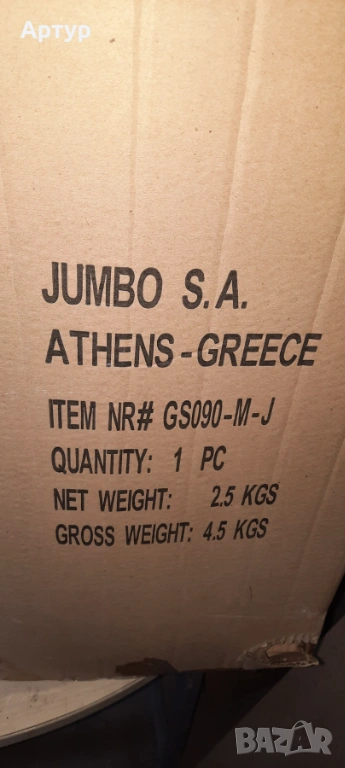 Артур
JUMBO S.A.
ATHENS-GREECE
ITEM NR# GS090-M-J
QUANTITY: 1 PC
NET WEIGHT: 2.5 KGS
GROSS WEIGHT: 4.5 KGS
BAZAR